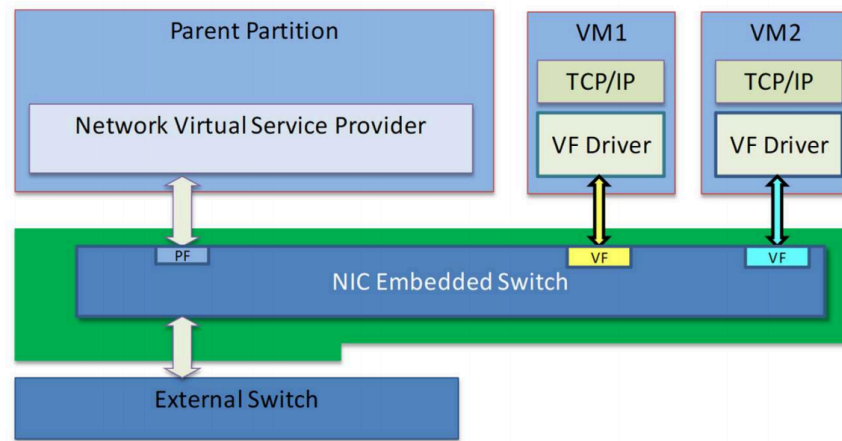 Parent Partition
Network Virtual Service Provider
VM1
TCP/IP
VF Driver
VM2
TCP/IP
VF Driver
PF
VF
VF
NIC Embedded Switch
External Switch